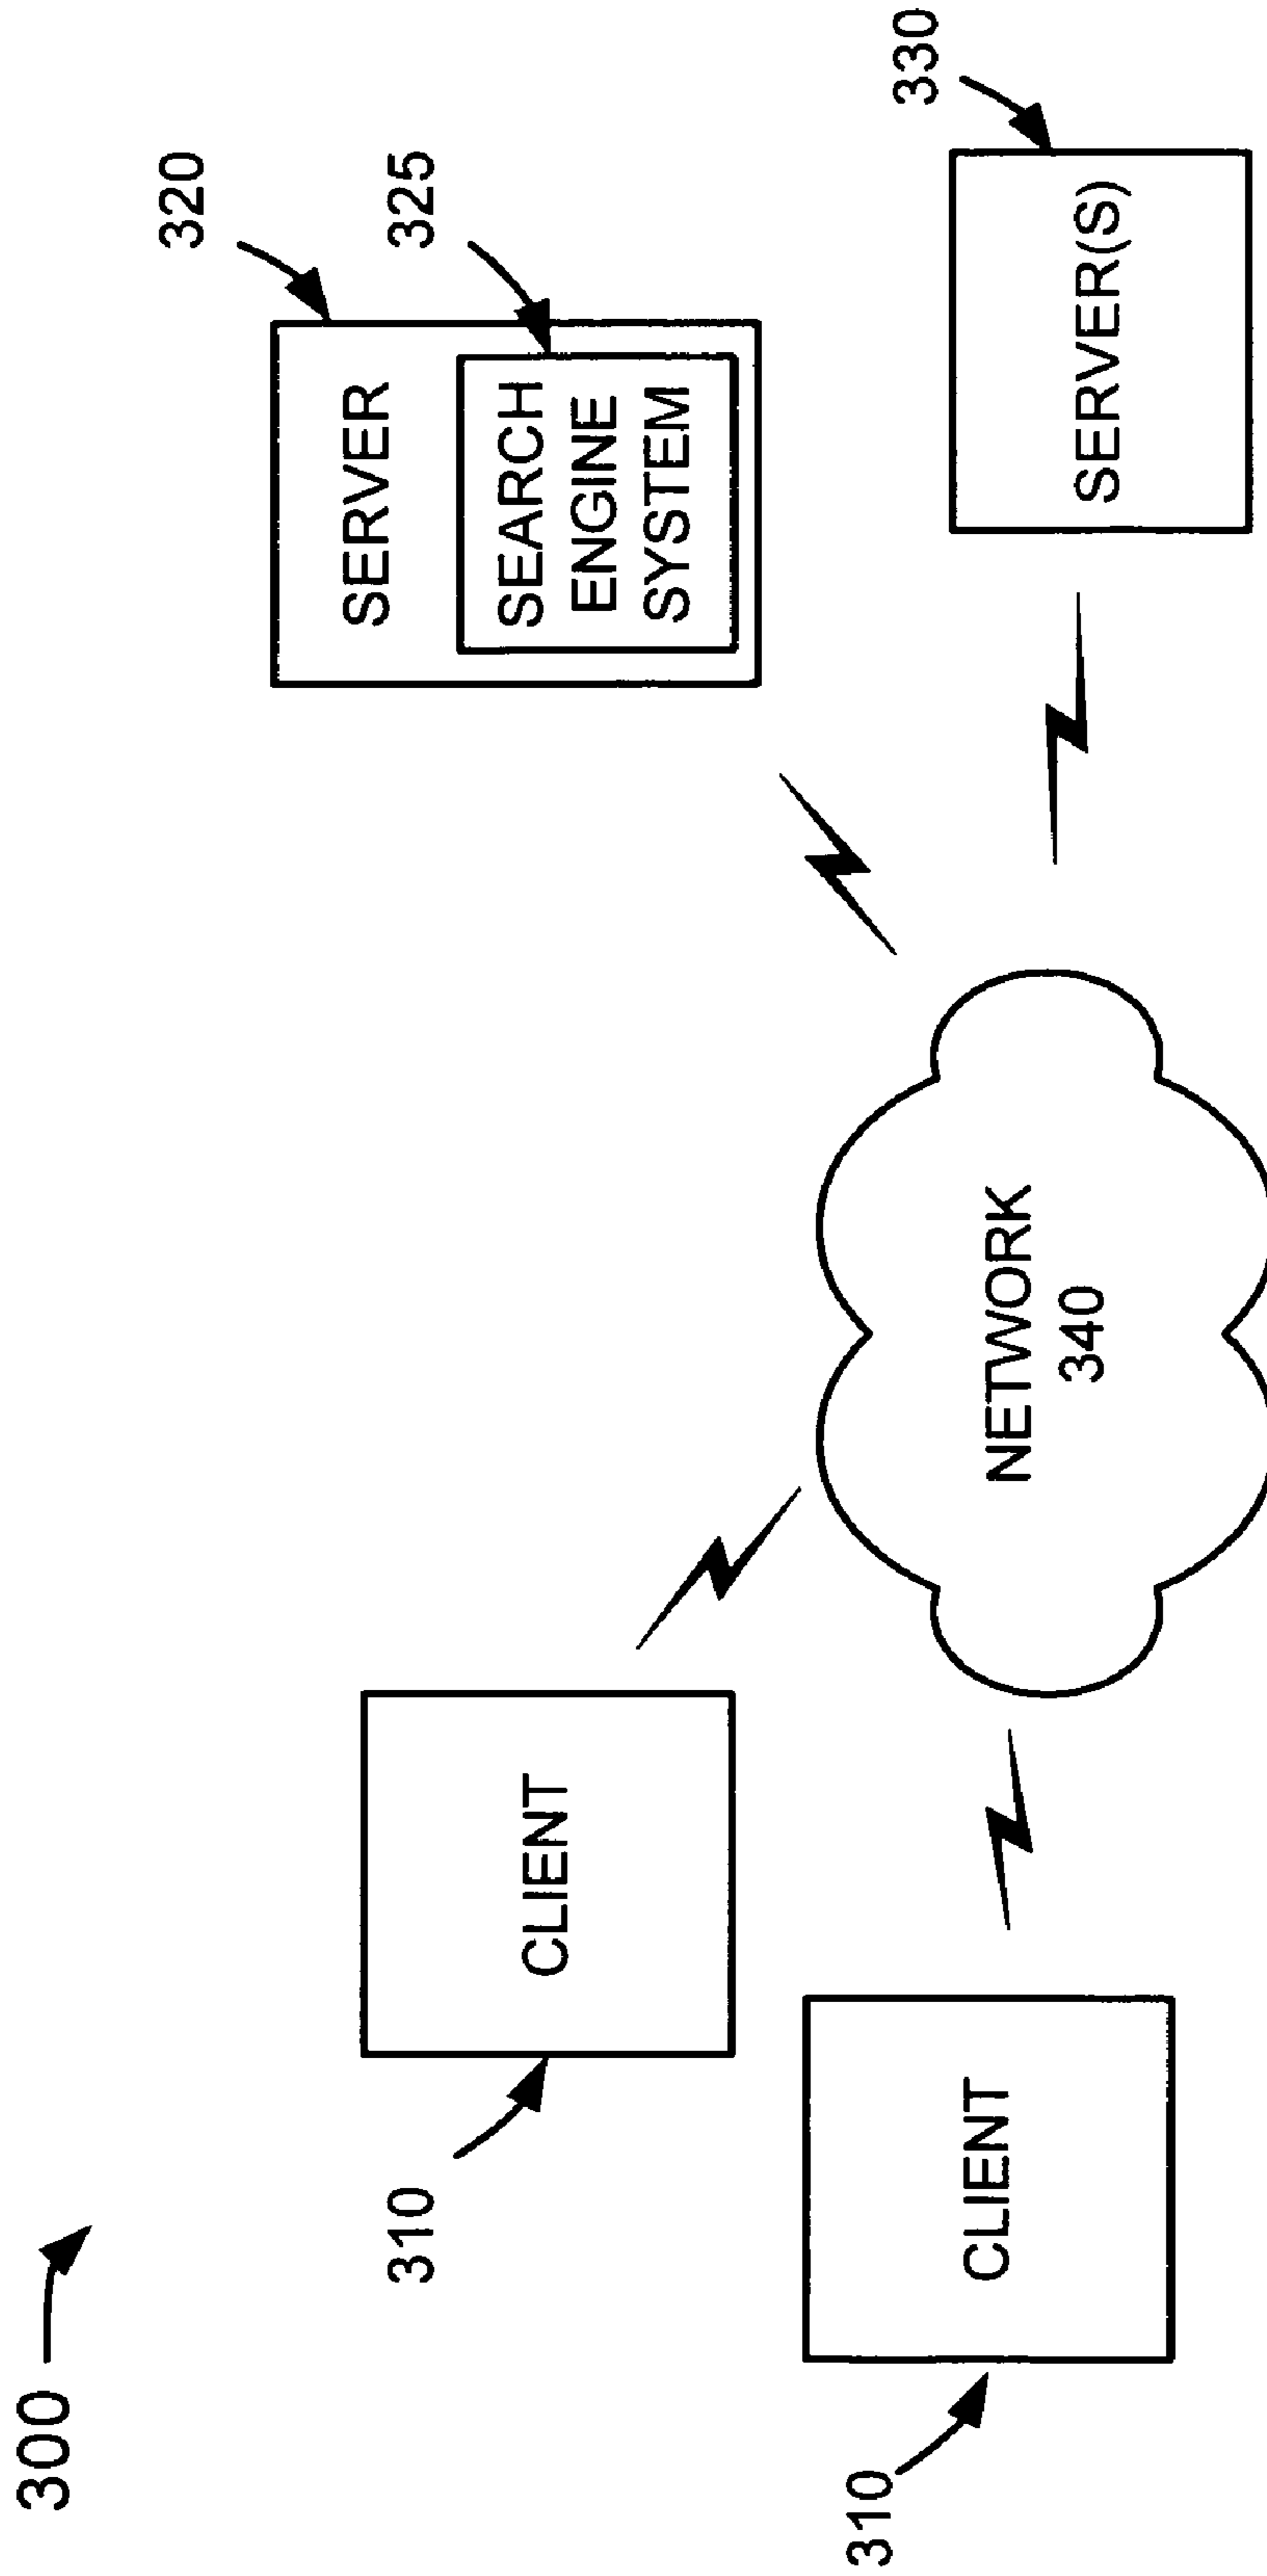 300
310
CLIENT
310
CLIENT
320
SERVER
325
SEARCH
ENGINE
SYSTEM
330
SERVER(S)
NETWORK
340